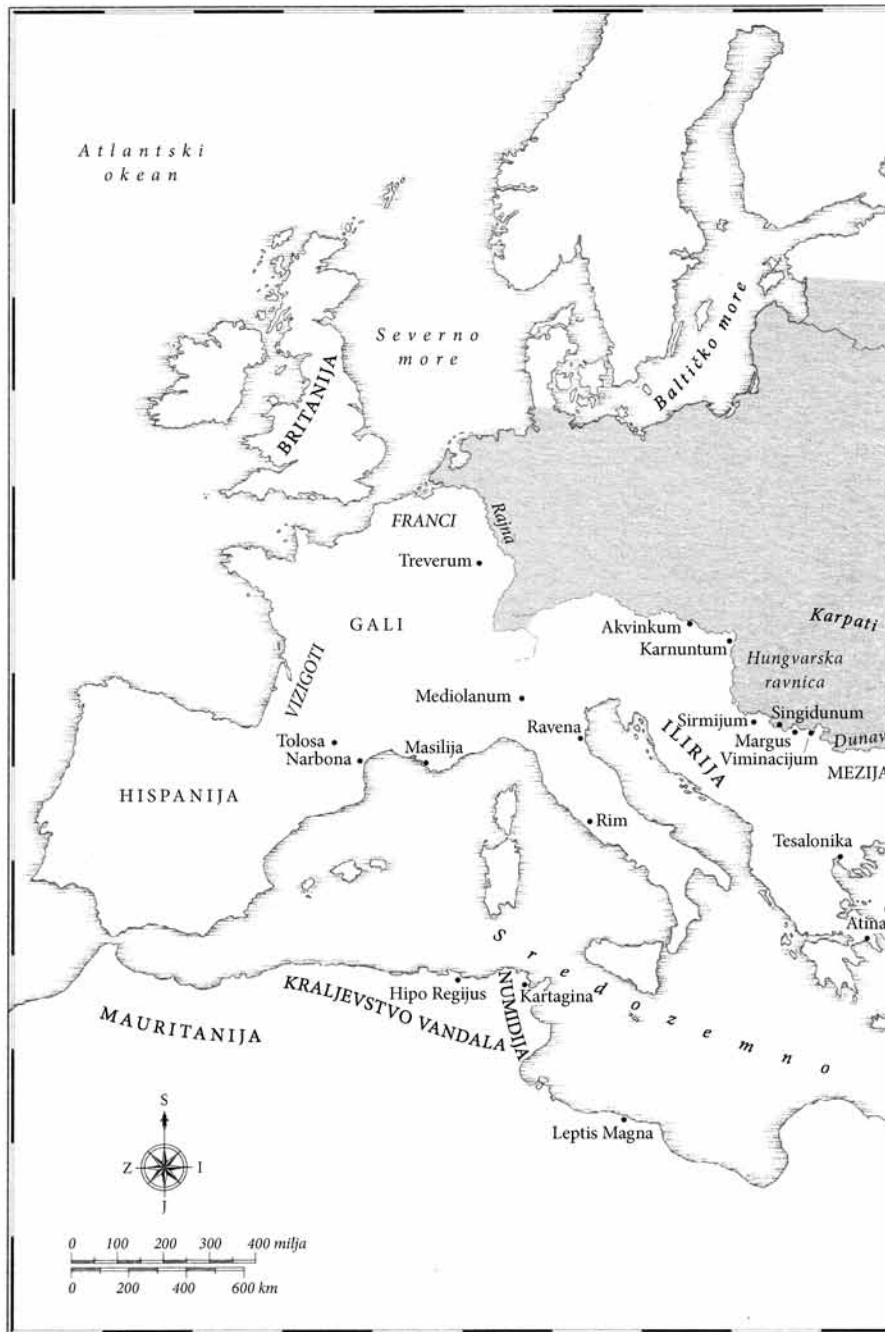 Atlantski
okean
Severno
more
Baltičko more
BRITANIJA
FRANCI
Rajna
Treverum
GALI
Akvinkum
Karnuntum
Karpati
Hungvarska
ravnica
VIZIGOTI
Mediolanum
Ravena
Sirmijum
Singidunum
Margus
Viminacijum
Dunav
ILIRIJA
MEZIJA
Tolosa
Narbona
Masilija
HISPANIJA
Rim
Tesalonika
Atina
Sredozemno
Hipo Regijus
Kartagina
NUMIDIJA
KRALJEVSTVO VANDALA
MAURITANIJA
Leptis Magna
S
Z
I
J
0 100 200 300 400 milja
0 200 400 600 km